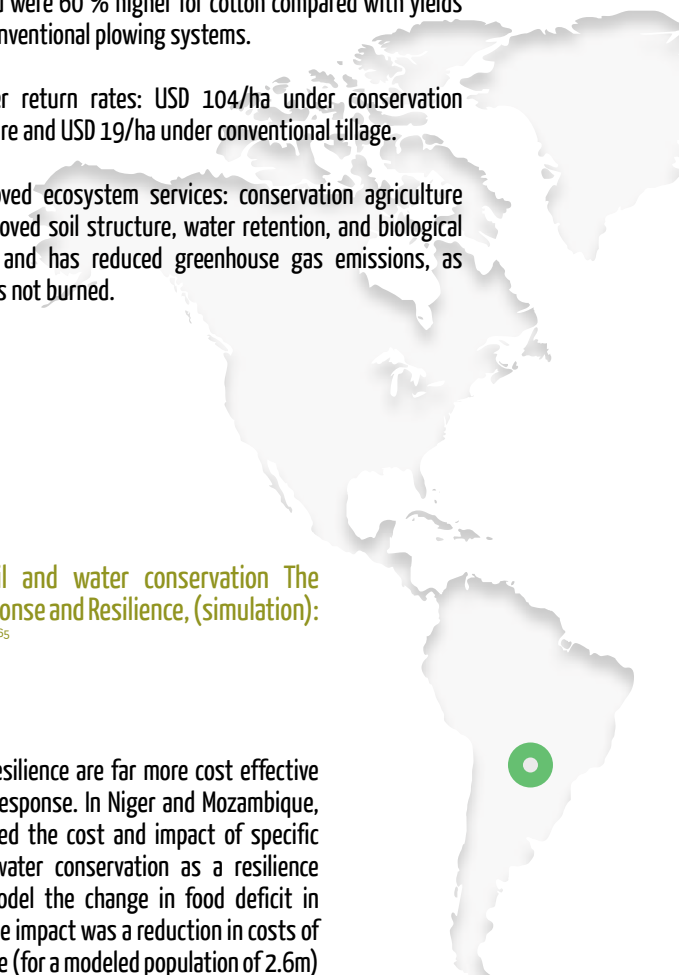 were 60 % higher for cotton compared with yields
nventional plowing systems.
r return rates: USD 104/ha under conservation
re and USD 19/ha under conventional tillage.
oved ecosystem services: conservation agriculture
oved soil structure, water retention, and biological
and has reduced greenhouse gas emissions, as
s not burned.
il and water conservation The
onse and Resilience, (simulation):
65
esilience are far more cost effective
esponse. In Niger and Mozambique,
ed the cost and impact of specific
water conservation as a resilience
odel the change in food deficit in
e impact was a reduction in costs of
e (for a modeled population of 2.6m)